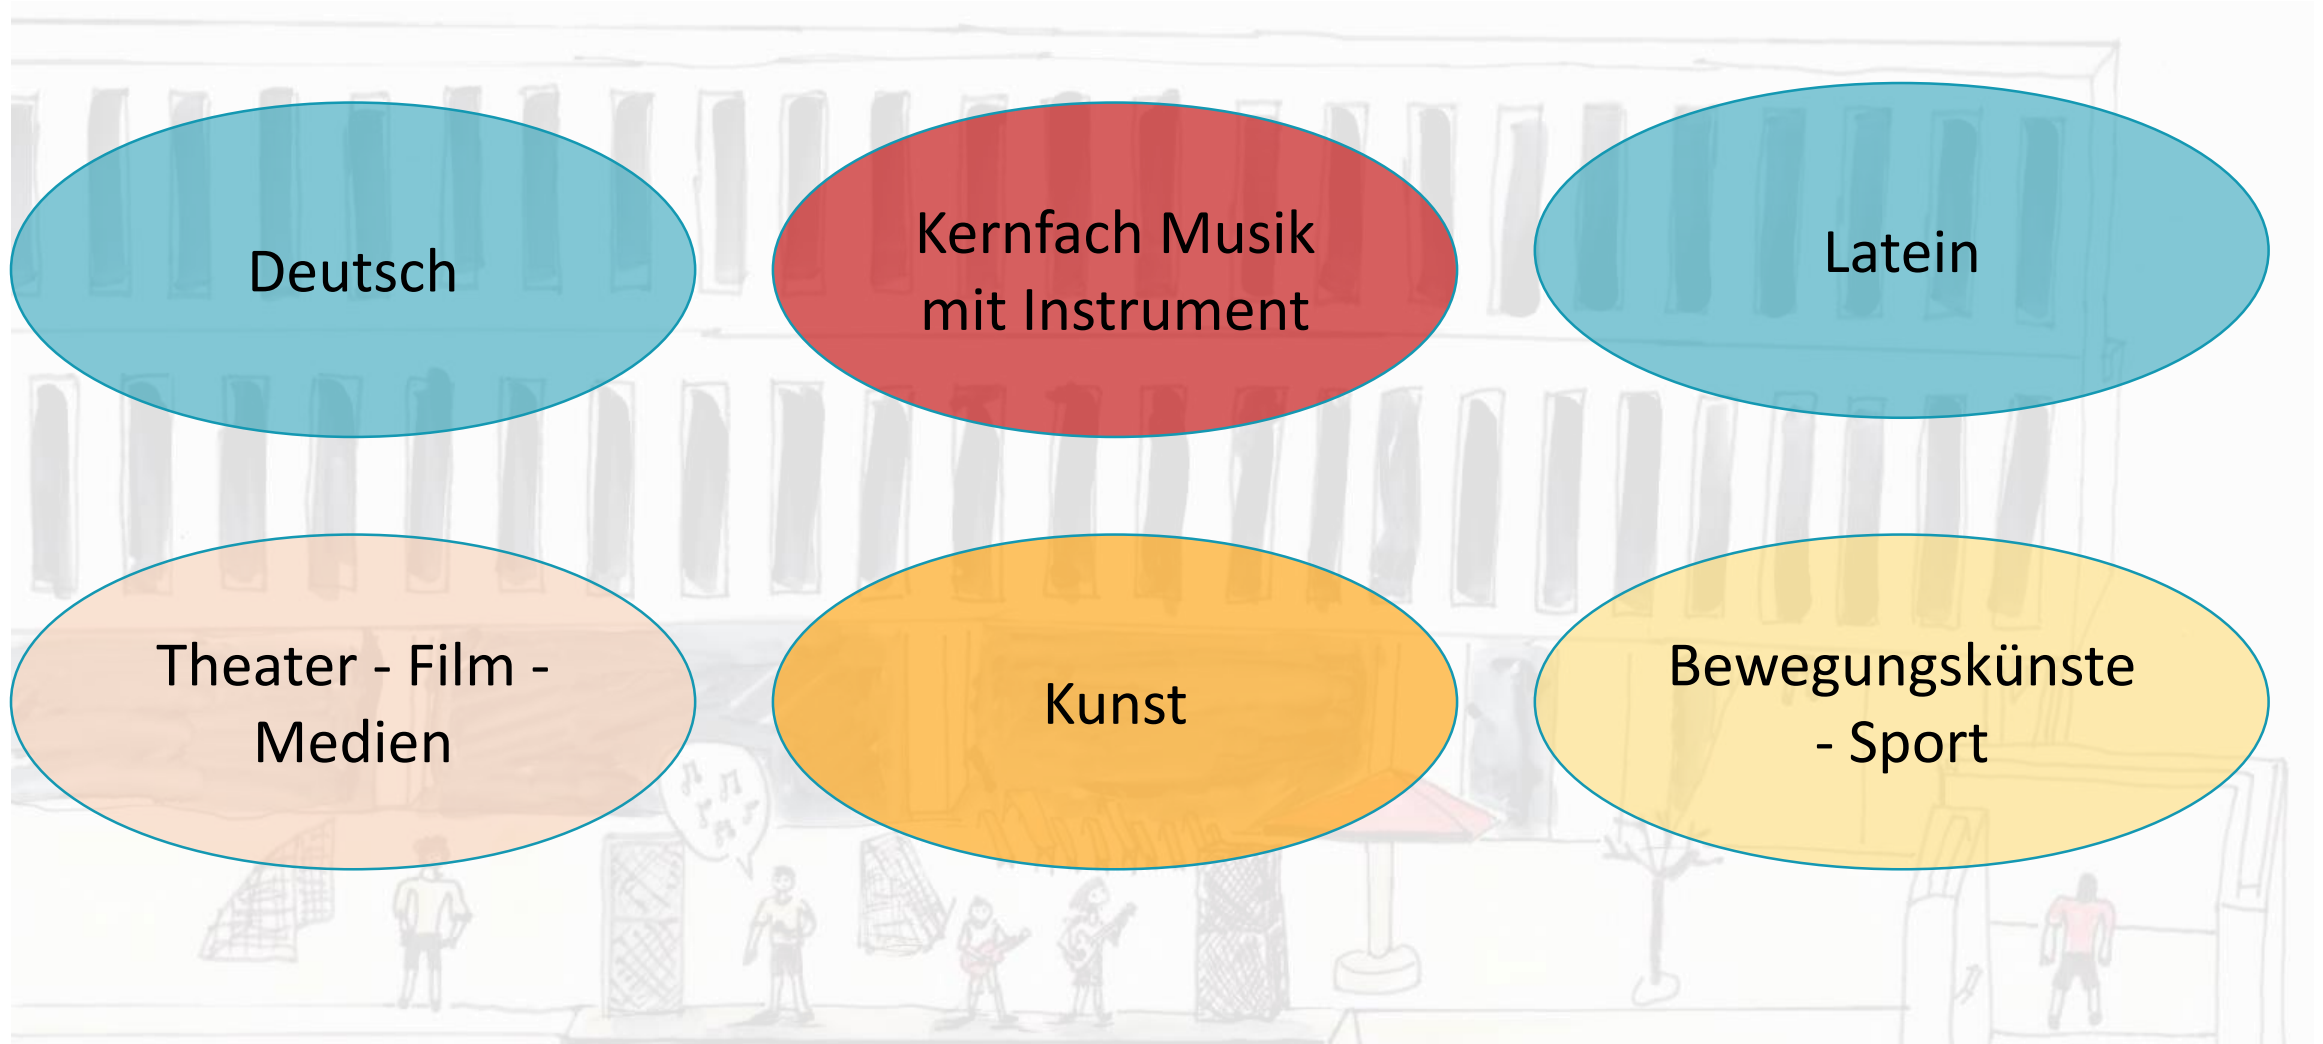 Deutsch
Kernfach Musik
mit Instrument
Latein
Theater - Film -
Medien
Kunst
Bewegungskünste
- Sport